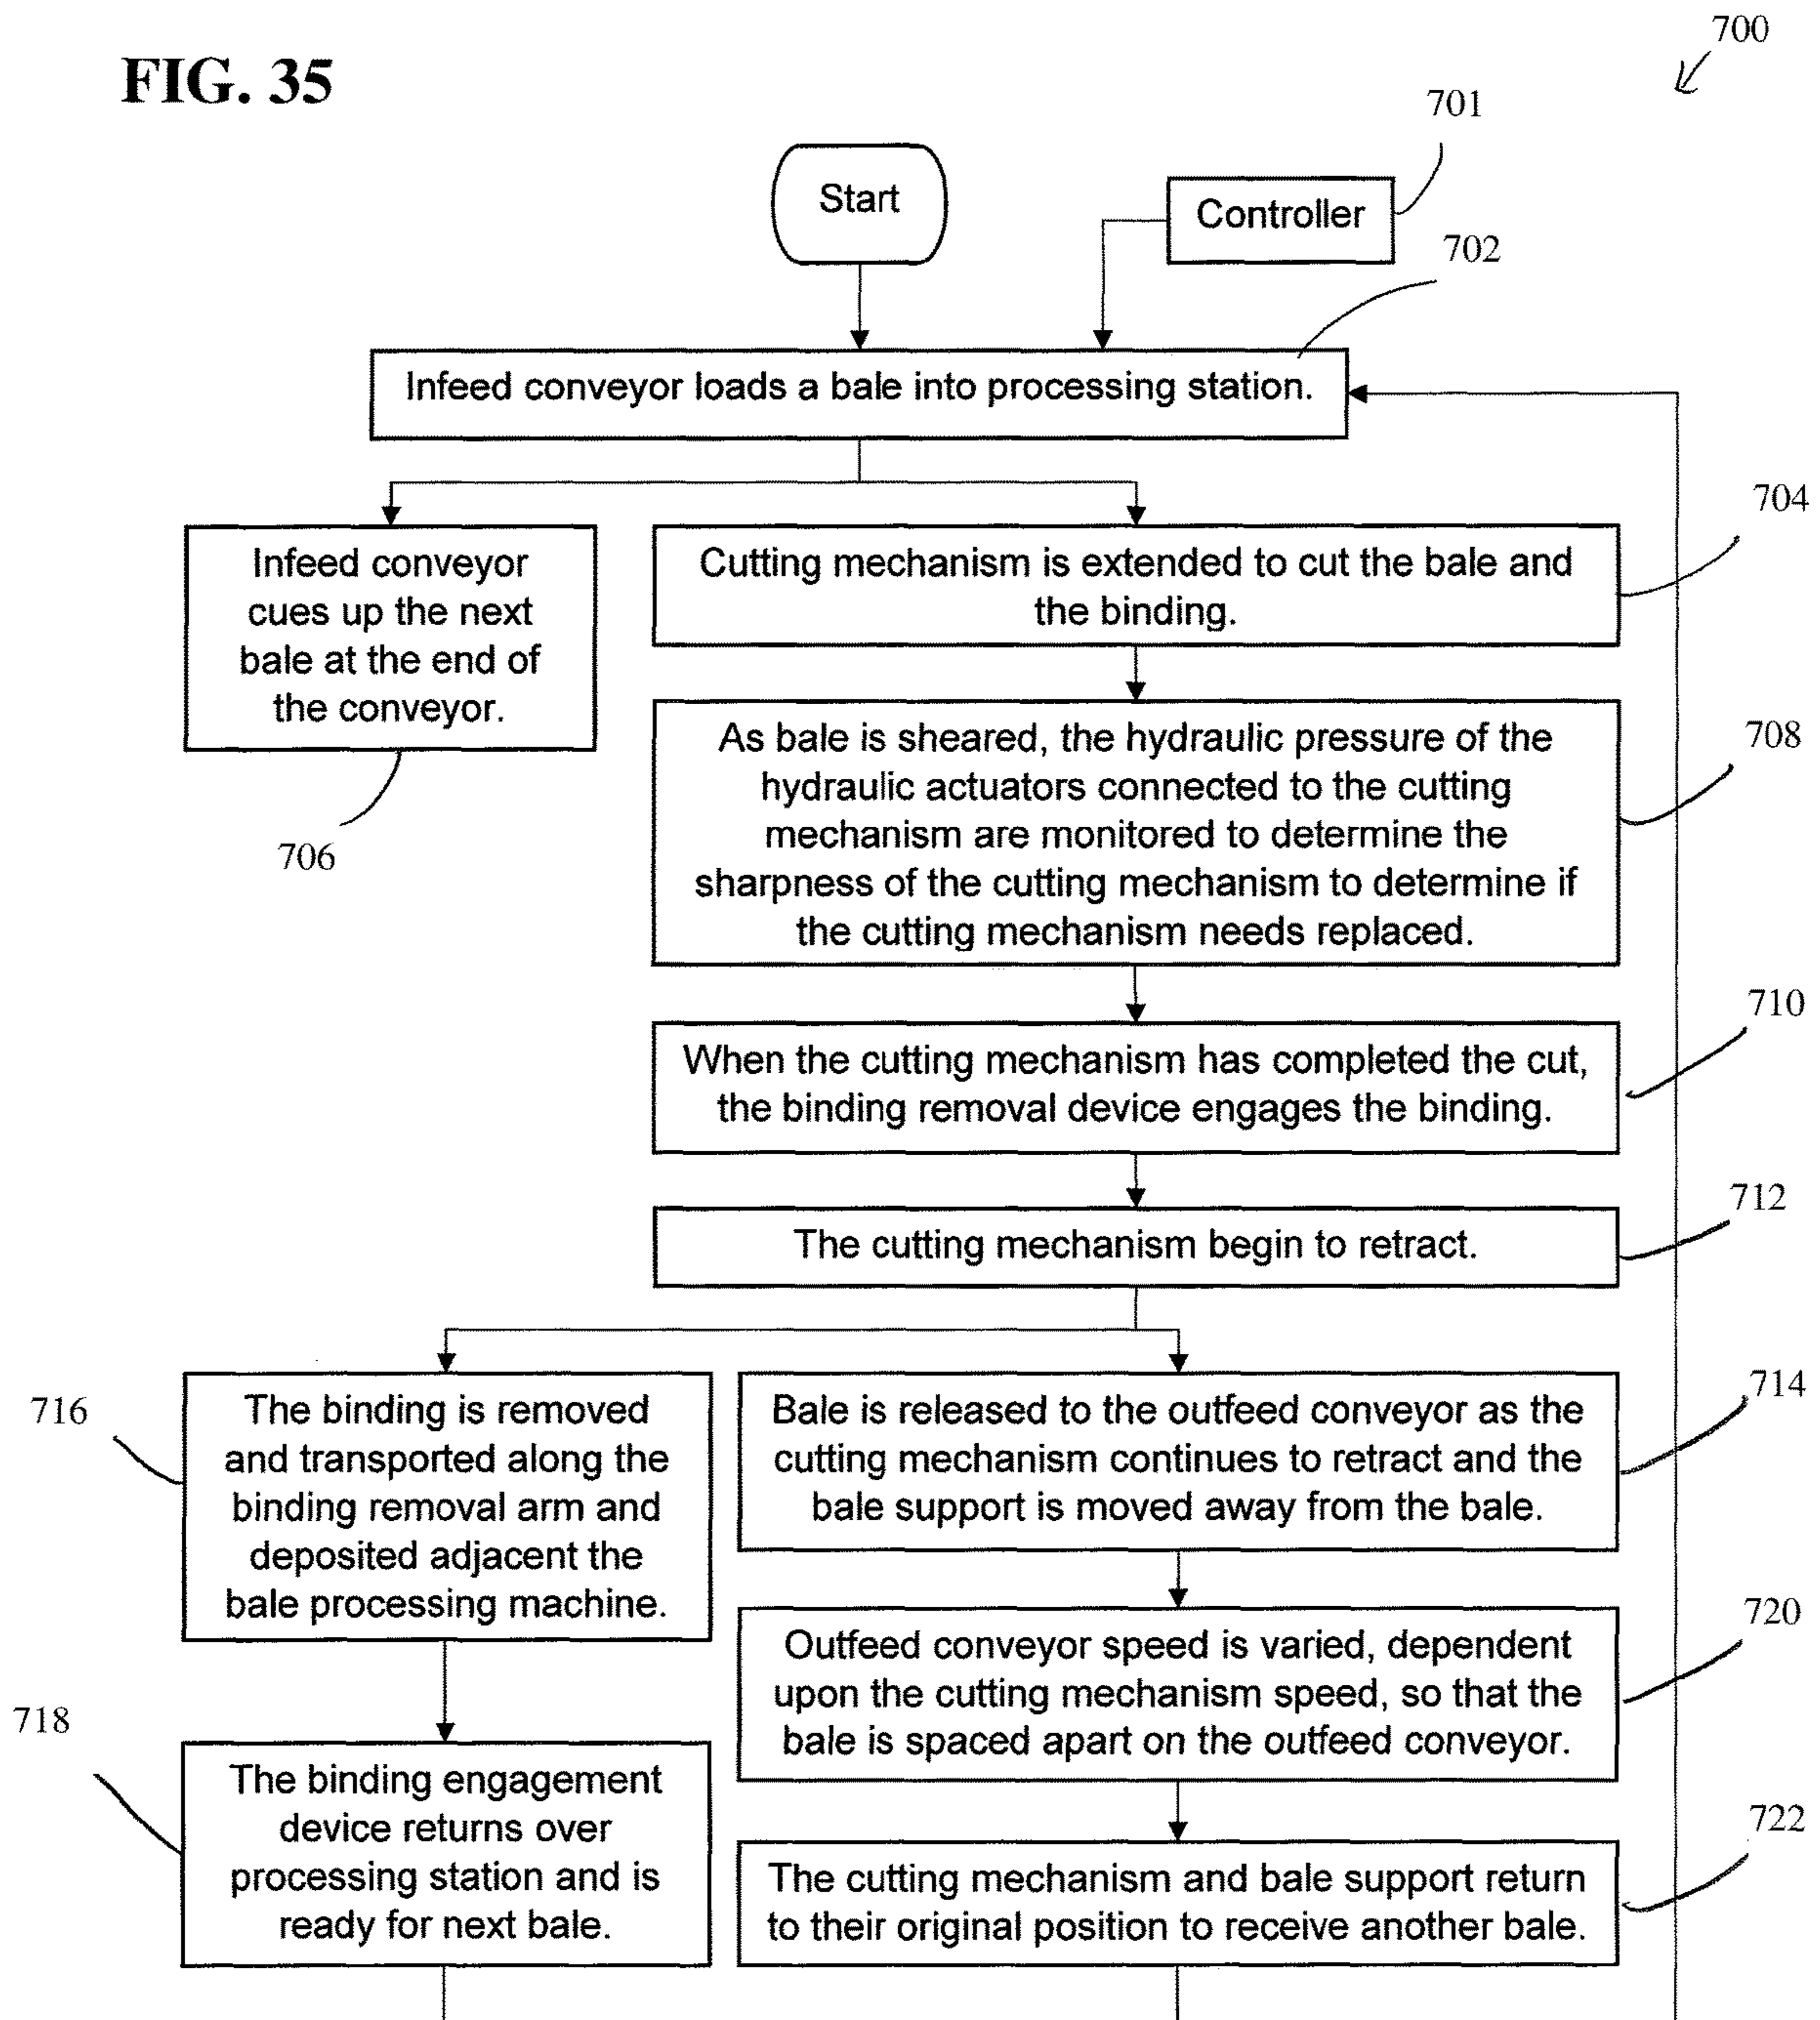 700
FIG. 35
701
Start
Controller
702
Infeed conveyor loads a bale into processing station.
704
Infeed conveyor
cues up the next
bale at the end of
the conveyor.
706
Cutting mechanism is extended to cut the bale and
the binding.
708
As bale is sheared, the hydraulic pressure of the
hydraulic actuators connected to the cutting
mechanism are monitored to determine the
sharpness of the cutting mechanism to determine if
the cutting mechanism needs replaced.
710
When the cutting mechanism has completed the cut,
the binding removal device engages the binding.
712
The cutting mechanism begin to retract.
716
The binding is removed
and transported along the
binding removal arm and
deposited adjacent the
bale processing machine.
714
Bale is released to the outfeed conveyor as the
cutting mechanism continues to retract and the
bale support is moved away from the bale.
720
Outfeed conveyor speed is varied, dependent
upon the cutting mechanism speed, so that the
bale is spaced apart on the outfeed conveyor.
718
The binding engagement
device returns over
processing station and is
ready for next bale.
722
The cutting mechanism and bale support return
to their original position to receive another bale.